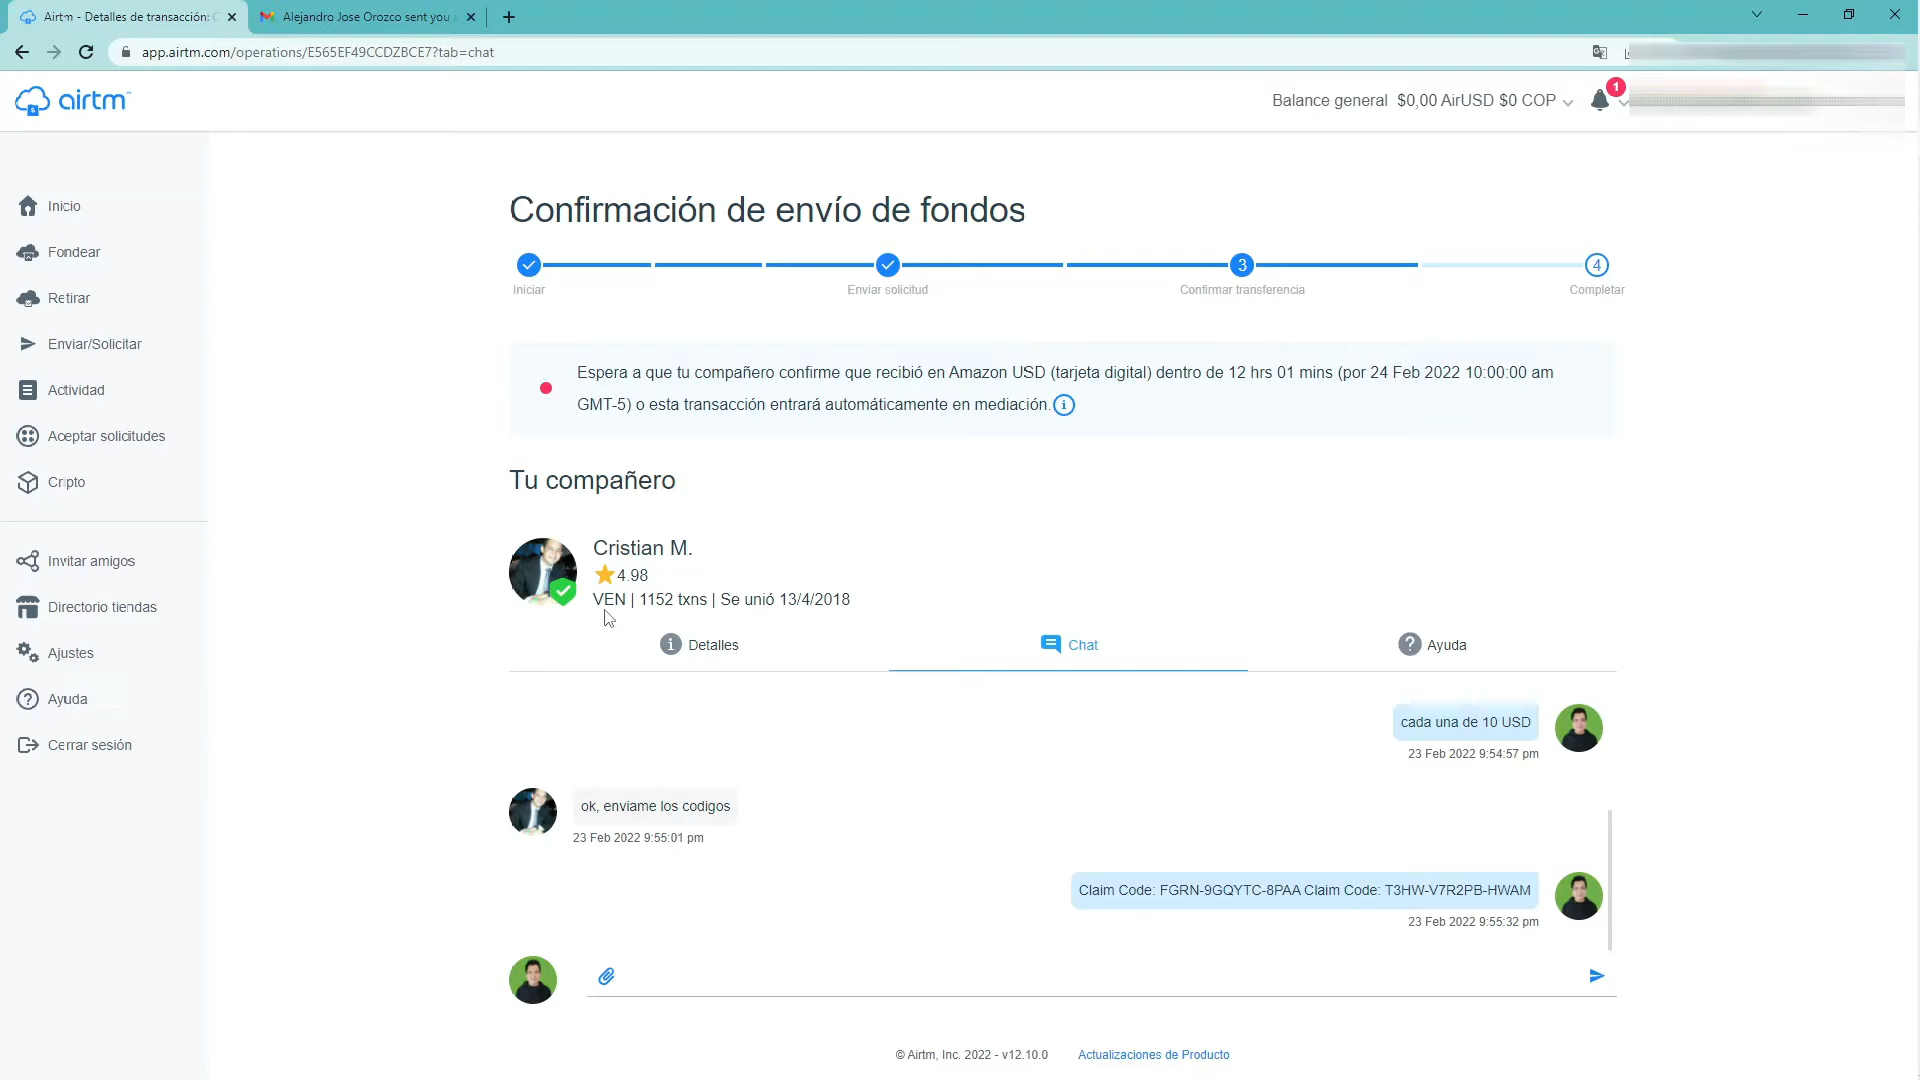 Airtm - Detalles de transacción: C
Alejandro Jose Orozco sent you a
app.airtm.com/operations/E565EF49CCDZBCE7?tab=chat
airtm
Balance general $0,00 AirUSD $0 COP
1
Inicio
Fondear
Retirar
Enviar/Solicitar
Actividad
Aceptar solicitudes
Cripto
Invitar amigos
Directorio tiendas
Ajustes
Ayuda
Cerrar sesión
Confirmación de envío de fondos
3
4
Iniciar
Enviar solicitud
Confirmar transferencia
Completar
Espera a que tu compañero confirme que recibió en Amazon USD (tarjeta digital) dentro de 12 hrs 01 mins (por 24 Feb 2022 10:00:00 am
GMT-5) o esta transacción entrará automáticamente en mediación.
Tu compañero
Cristian M.
4.98
VEN | 1152 txns | Se unió 13/4/2018
Detalles
Chat
Ayuda
cada una de 10 USD
23 Feb 2022 9:54:57 pm
ok, enviame los codigos
23 Feb 2022 9:55:01 pm
Claim Code: FGRN-9GQYTC-8PAA Claim Code: T3HW-V7R2PB-HWAM
23 Feb 2022 9:55:32 pm
© Airtm, Inc. 2022 - v12.10.0
Actualizaciones de Producto